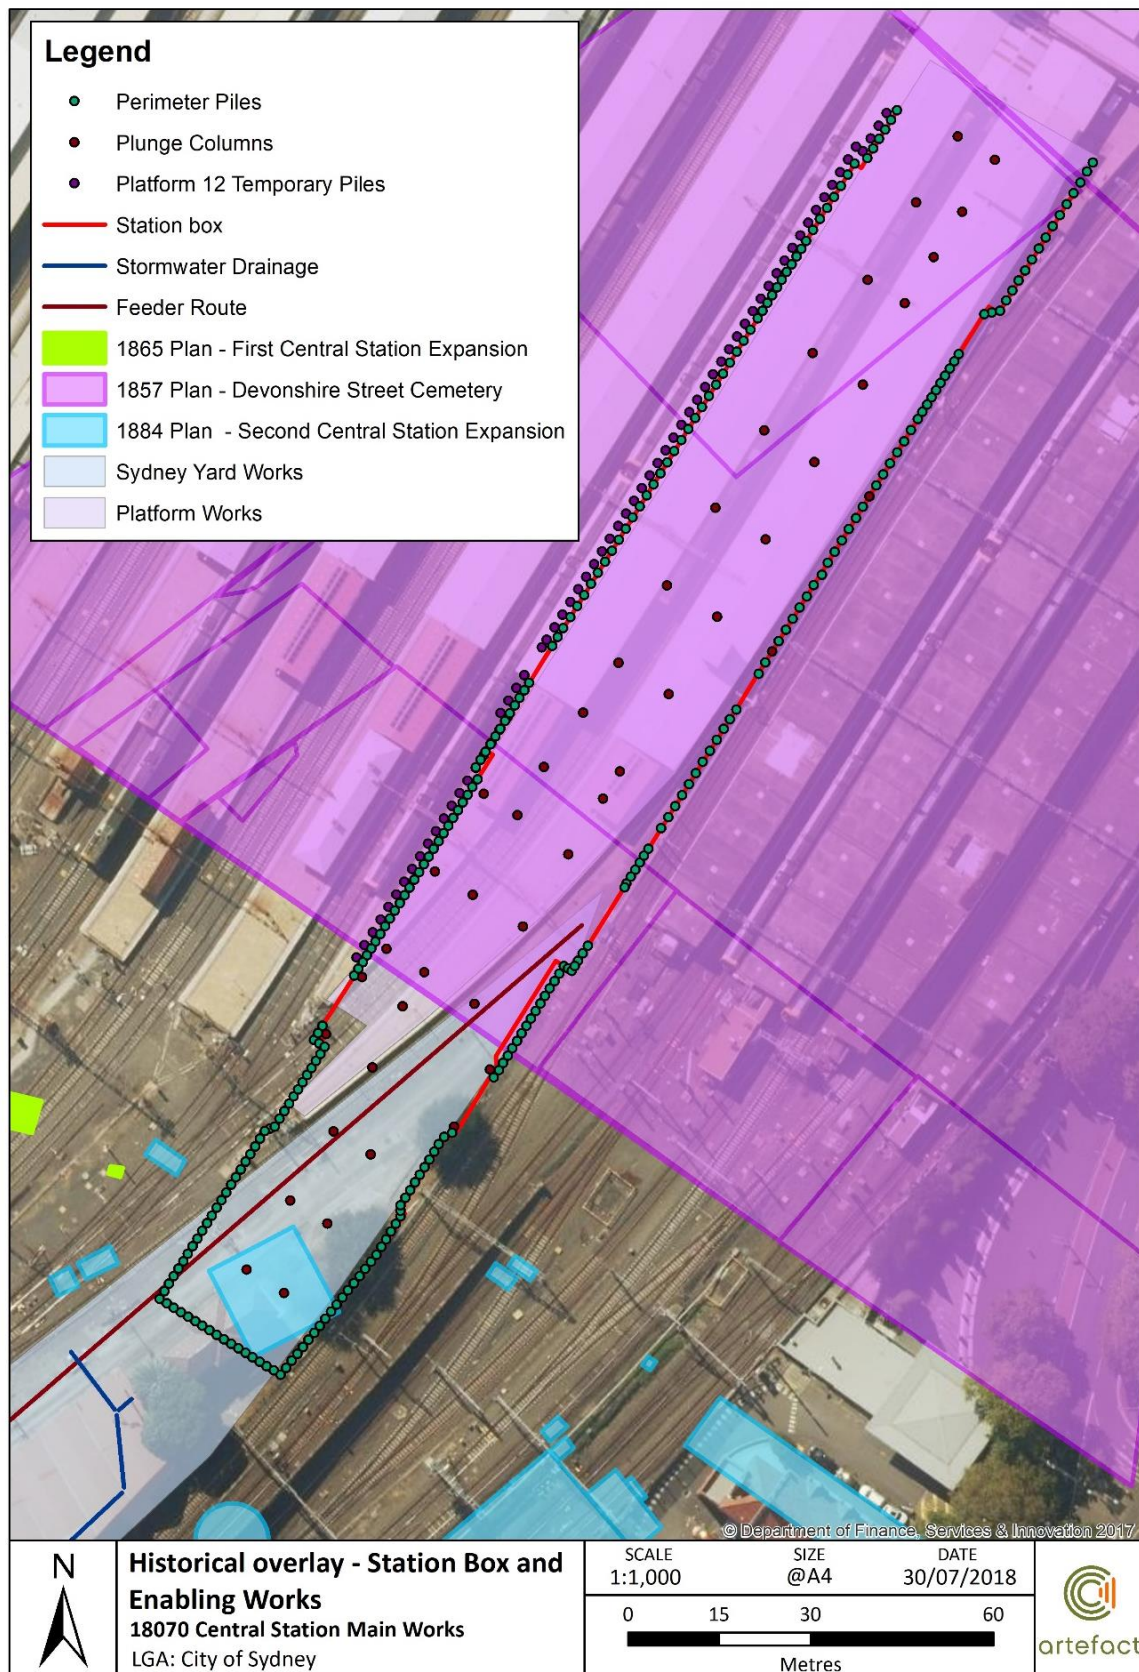 Legend
Perimeter Piles
Plunge Columns
Platform 12 Temporary Piles
Station box
Stormwater Drainage
Feeder Route
1865 Plan - First Central Station Expansion
1857 Plan - Devonshire Street Cemetery
1884 Plan  - Second Central Station Expansion
Sydney Yard Works
Platform Works
© Department of Finance, Services & Innovation 2017
N
Historical overlay - Station Box and
Enabling Works
18070 Central Station Main Works
LGA: City of Sydney
SCALE
1:1,000
SIZE
@A4
DATE
30/07/2018
0 15 30 60
Metres
artefact